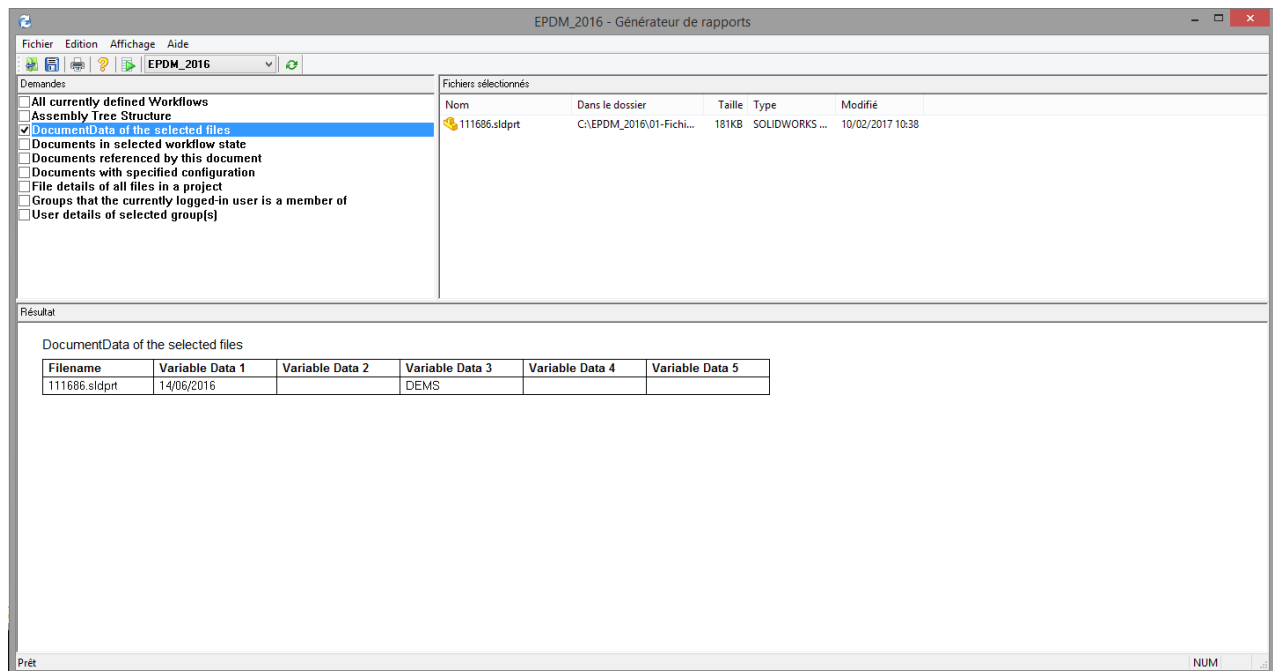 EPDM_2016 - Générateur de rapports
Fichier Edition Affichage Aide
EPDM_2016
Demandes
All currently defined Workflows
Assembly Tree Structure
DocumentData of the selected files
Documents in selected workflow state
Documents referenced by this document
Documents with specified configuration
File details of all files in a project
Groups that the currently logged-in user is a member of
User details of selected group(s)
Fichiers sélectionnés
Nom Dans le dossier Taille Type Modifié
111686.sldprt C:\EPDM_2016\01-Fichi... 181KB SOLIDWORKS ... 10/02/2017 10:38
Résultat
DocumentData of the selected files
Filename Variable Data 1 Variable Data 2 Variable Data 3 Variable Data 4 Variable Data 5
111686.sldprt 14/06/2016 DEMS
Prêt NUM